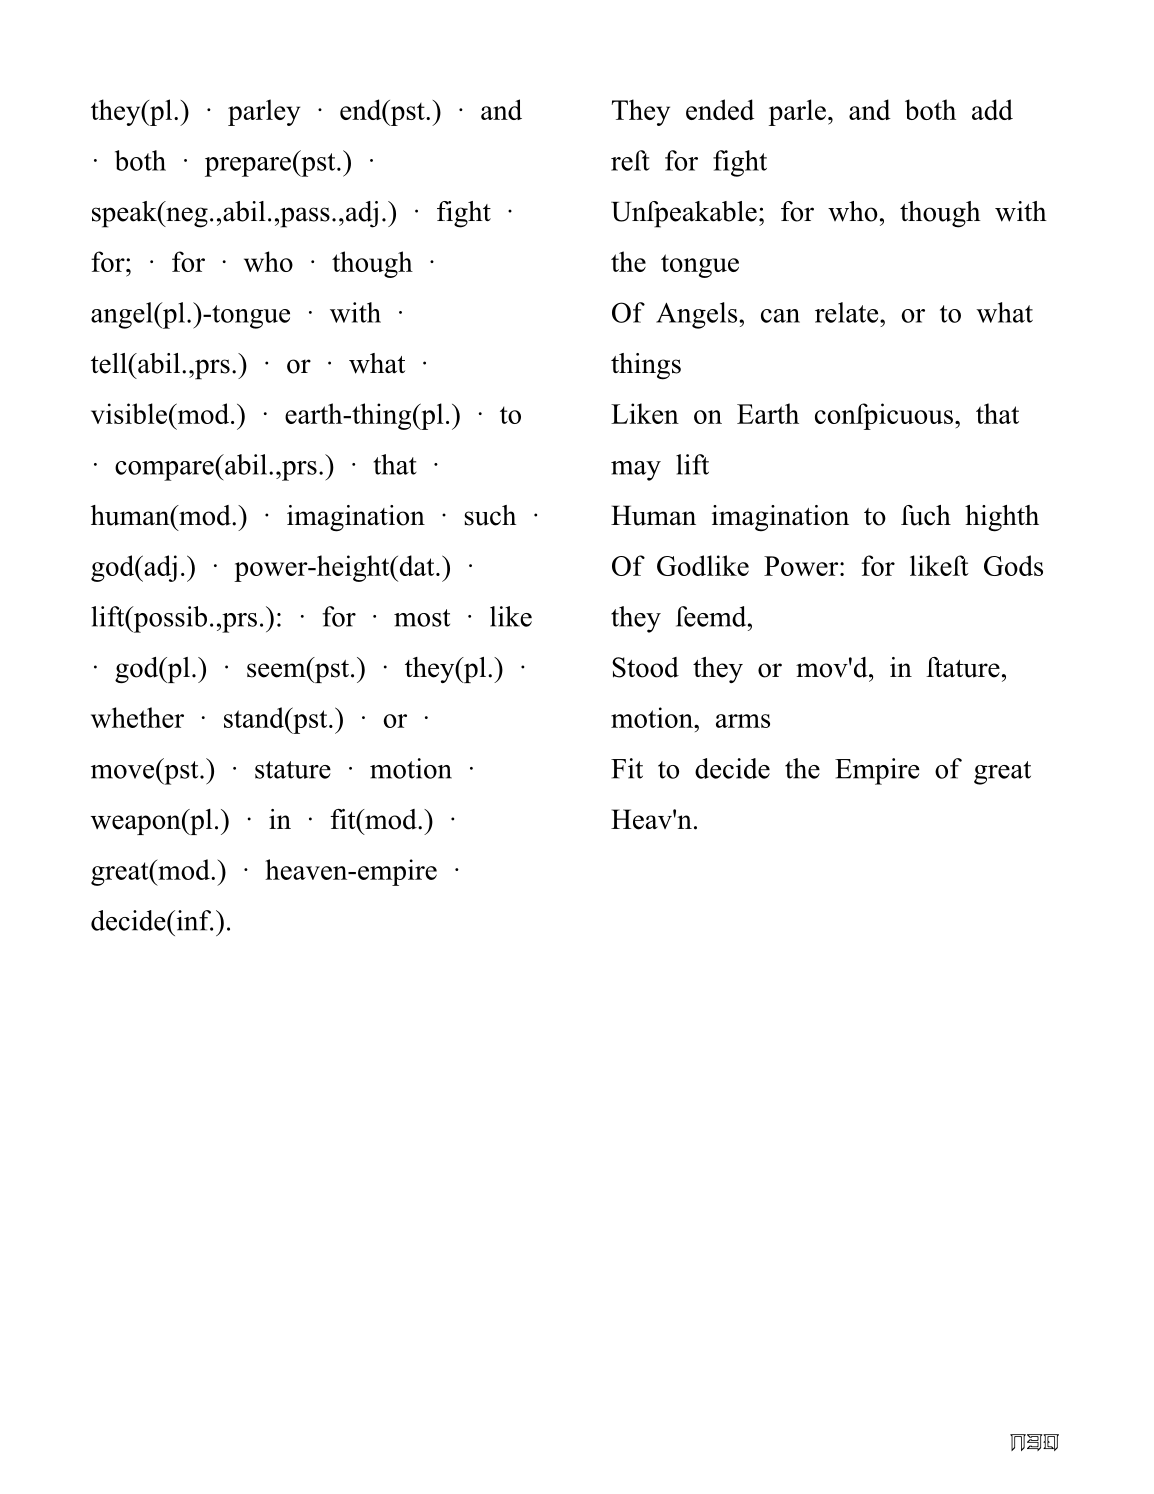 they(pl.) · parley · end(pst.) · and
· both · prepare(pst.) ·
speak(neg.,abil.,pass.,adj.) · fight ·
for; · for · who · though ·
angel(pl.)-tongue · with ·
tell(abil.,prs.) · or · what ·
visible(mod.) · earth-thing(pl.) · to
· compare(abil.,prs.) · that ·
human(mod.) · imagination · such ·
god(adj.) · power-height(dat.) ·
lift(possib.,prs.): · for · most · like
· god(pl.) · seem(pst.) · they(pl.) ·
whether · stand(pst.) · or ·
move(pst.) · stature · motion ·
weapon(pl.) · in · fit(mod.) ·
great(mod.) · heaven-empire ·
decide(inf.).
They ended parle, and both add
reſt for fight
Unſpeakable; for who, though with
the tongue
Of Angels, can relate, or to what
things
Liken on Earth conſpicuous, that
may lift
Human imagination to ſuch highth
Of Godlike Power: for likeſt Gods
they ſeemd,
Stood they or mov'd, in ſtature,
motion, arms
Fit to decide the Empire of great
Heav'n.